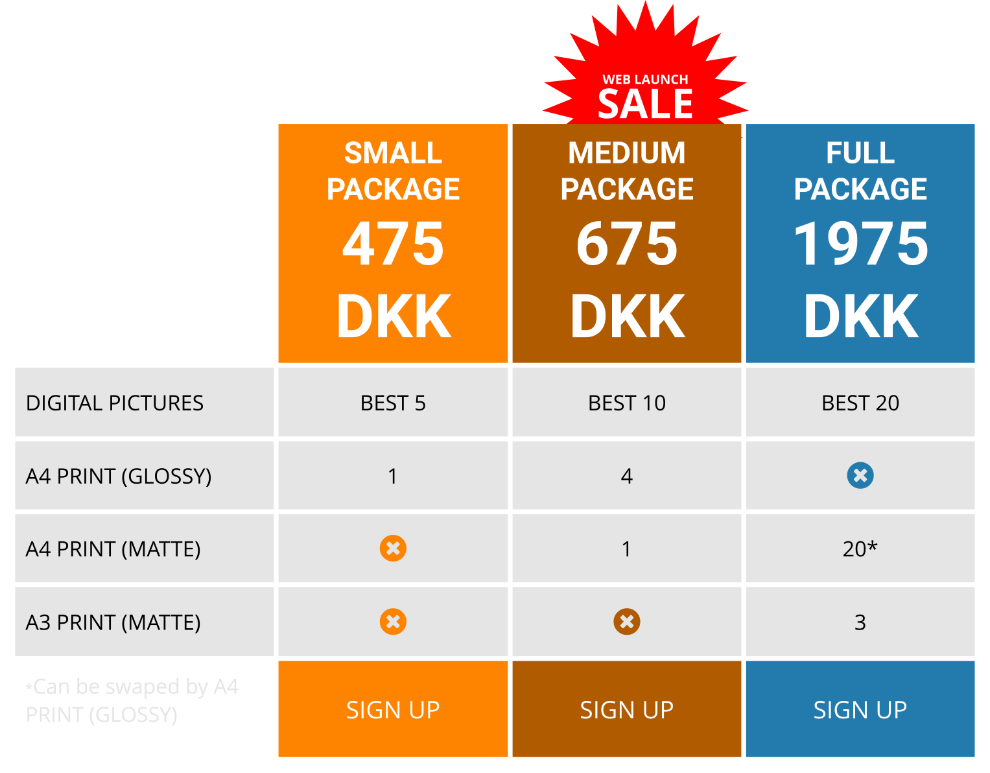 WEB LAUNCH
SALE
SMALL
PACKAGE
475
DKK
MEDIUM
PACKAGE
675
DKK
FULL
PACKAGE
1975
DKK
DIGITAL PICTURES
BEST 5
BEST 10
BEST 20
A4 PRINT (GLOSSY)
1
4
A4 PRINT (MATTE)
1
20*
A3 PRINT (MATTE)
3
*Can be swaped by A4
PRINT (GLOSSY)
SIGN UP
SIGN UP
SIGN UP